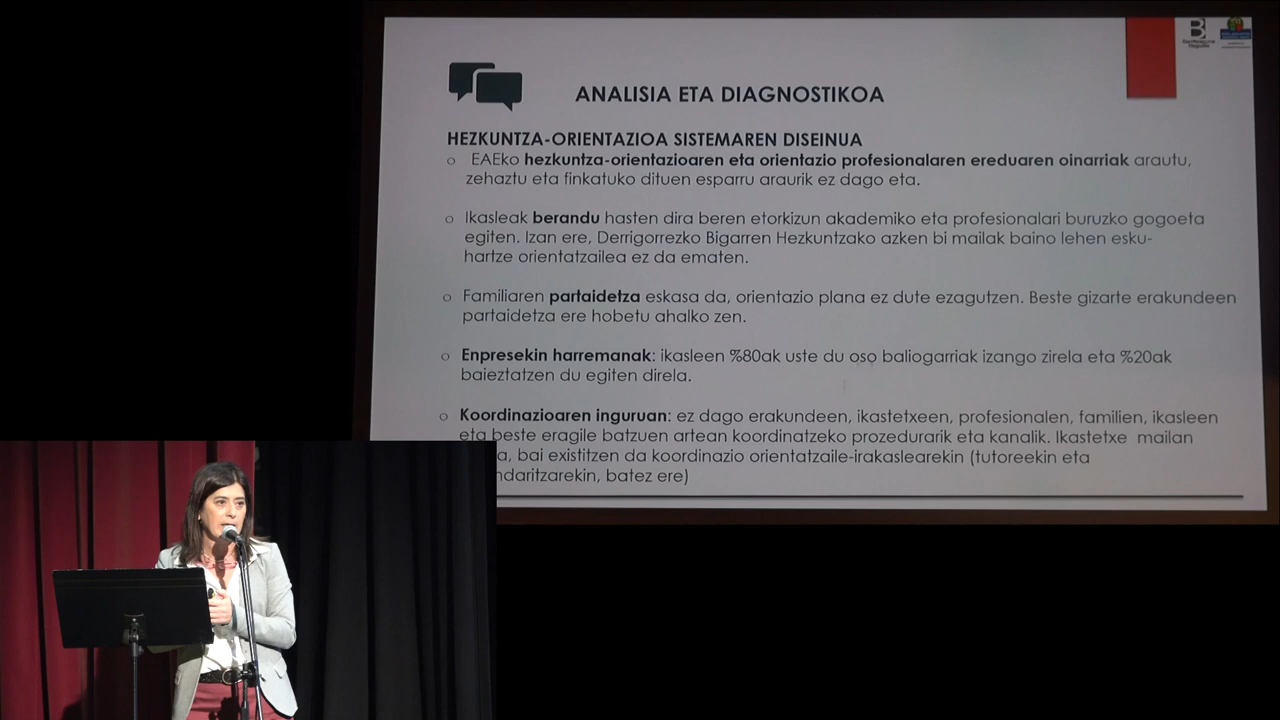 ANALISIA ETA DIAGNOSTIKOA
HEZKUNTZA-ORIENTAZIOA SISTEMAREN DISEINUA
o EAEko hezkuntza-orientazioaren eta orientazio profesionalaren ereduaren oinarriak arautu,
zehaztu eta finkatuko dituen esparru araurik ez dago eta.
o Ikasleak berandu hasten dira beren etorkizun akademiko eta profesionalari buruzko gogoeta
egiten. Izan ere, Derrigorrezko Bigarren Hezkuntzako azken bi mailak baino lehen esku-
hartze orientatzailea ez da ematen.
o Familiaren partaidetza eskasa da, orientazio plana ez dute ezagutzen. Beste gizarte erakundeen
partaidetza ere hobetu ahalko zen.
o Enpresekin harremanak: ikasleen %80ak uste du oso baliogarriak izango zirela eta %20ak
baieztatzen du egiten direla.
o Koordinazioaren inguruan: ez dago erakundeen, ikastetxeen, profesionalen, familien, ikasleen
eta beste eragile batzuen artean koordinatzeko prozedurarik eta kanalik. Ikastetxe mailan
a, bai existitzen da koordinazio orientatzaile-irakaslearekin (tutoreekin eta
ndaritzarekin, batez ere)